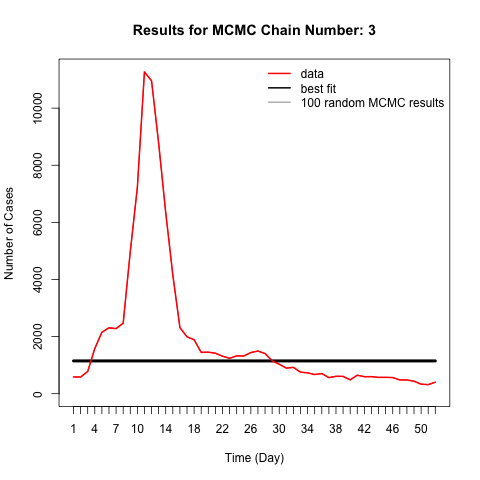 Results for MCMC Chain Number: 3
data
best fit
100 random MCMC results
Number of Cases
10000
8000
6000
4000
2000
0
1 4 7 10 14 18 22 26 30 34 38 42 46 50
Time (Day)